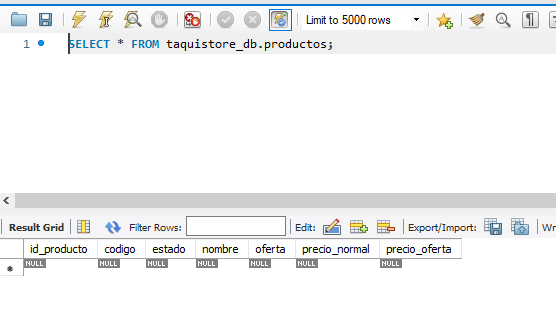 Limit to 5000 rows
1 SELECT * FROM taquistore_db.productos;
Result Grid Filter Rows: Edit: Export/Import: Wr
id_producto codigo estado nombre oferta precio_normal precio_oferta
NULL NULL NULL NULL NULL NULL NULL